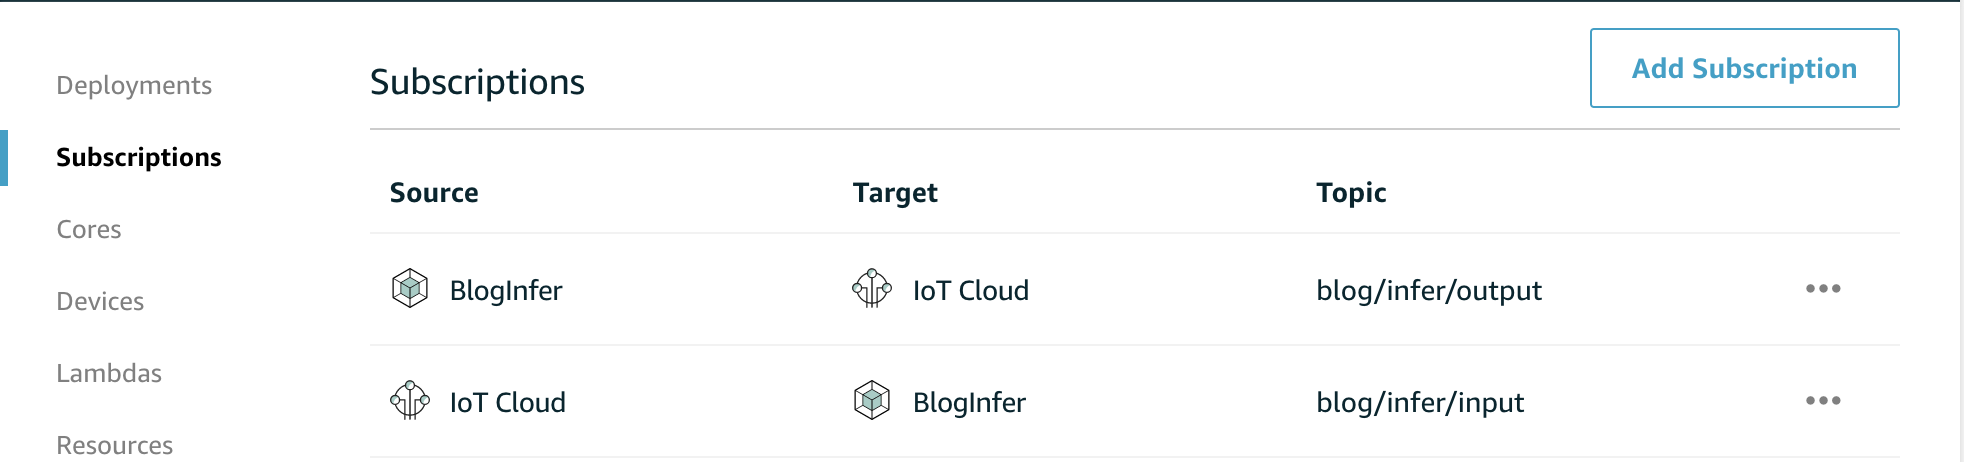 Deployments
Subscriptions
Cores
Devices
Lambdas
Resources
Subscriptions
Add Subscription
Source Target Topic
BlogInfer IoT Cloud blog/infer/output
IoT Cloud BlogInfer blog/infer/input